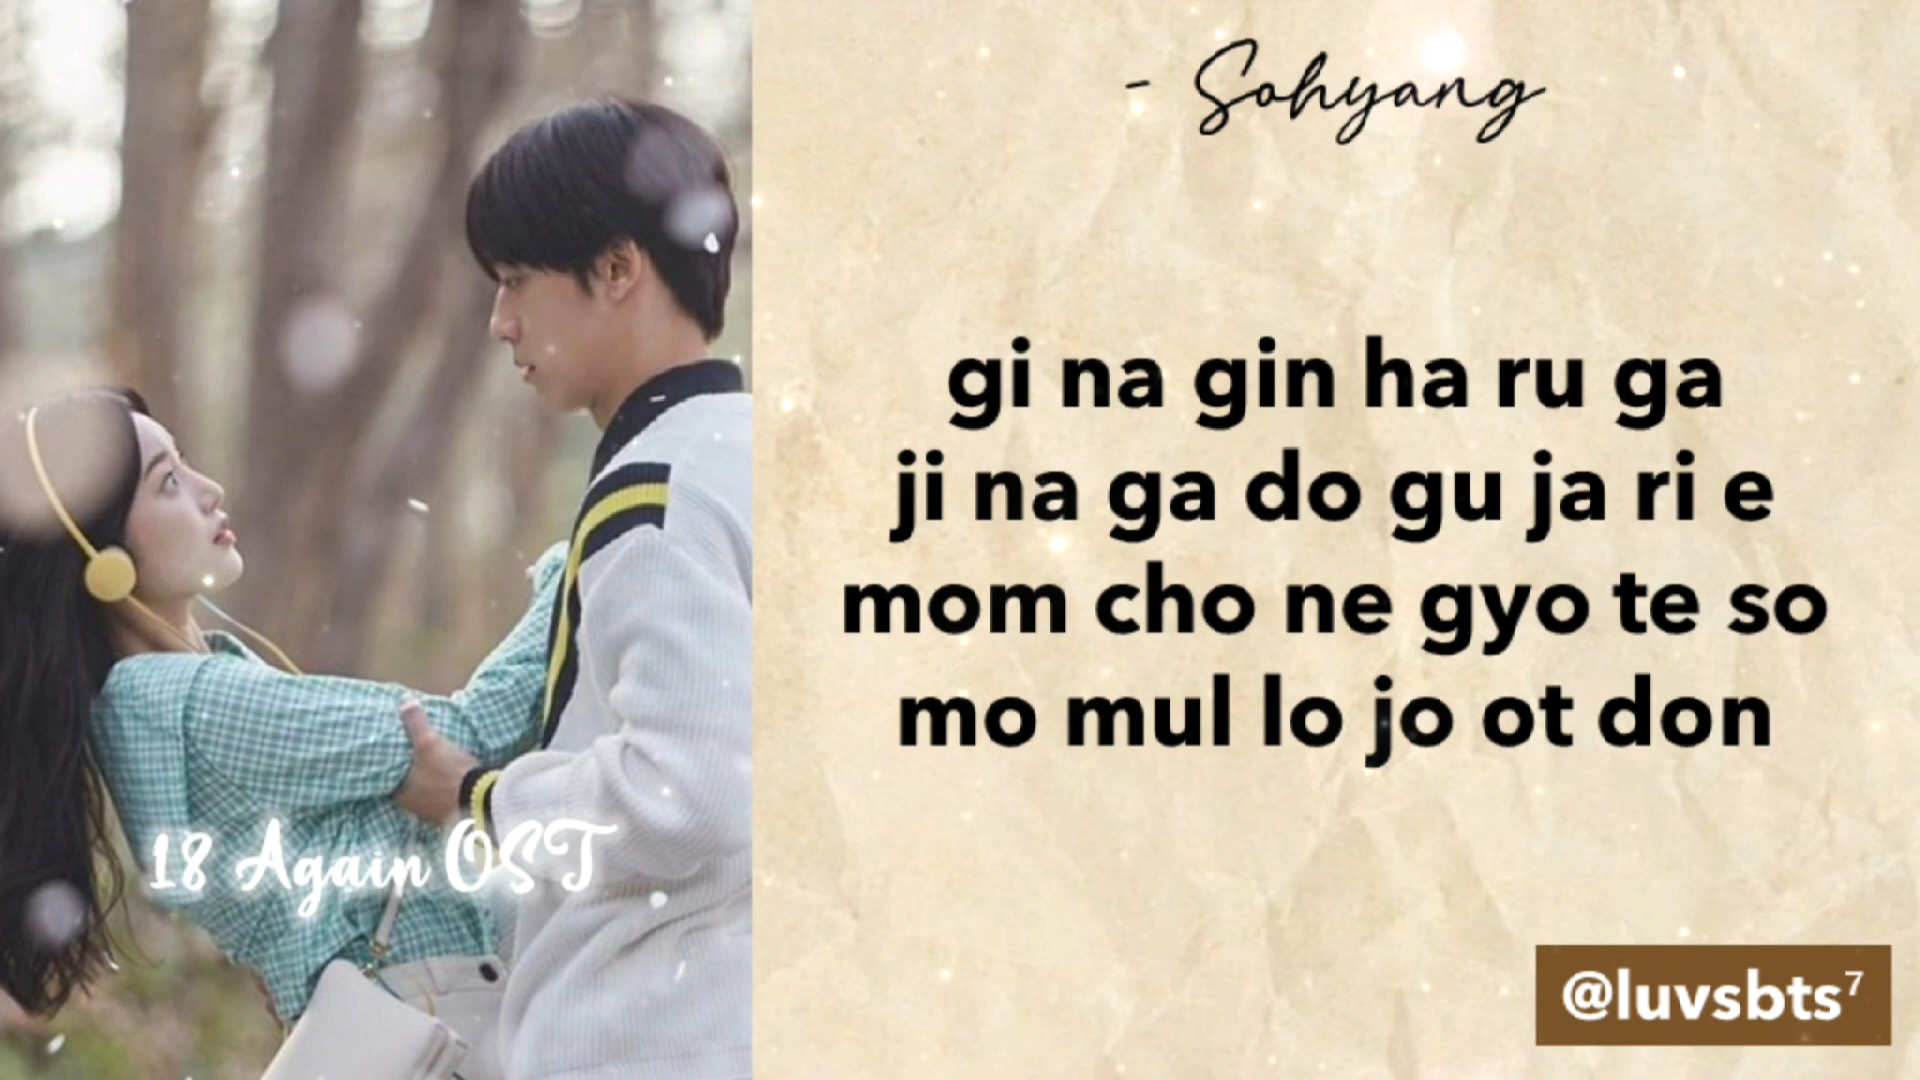 - Sohyang
gi na gin ha ru ga
ji na ga do gu ja ri e
mom cho ne gyo te so
mo mul lo jo ot don
18 Again OST
@luvsbts⁷